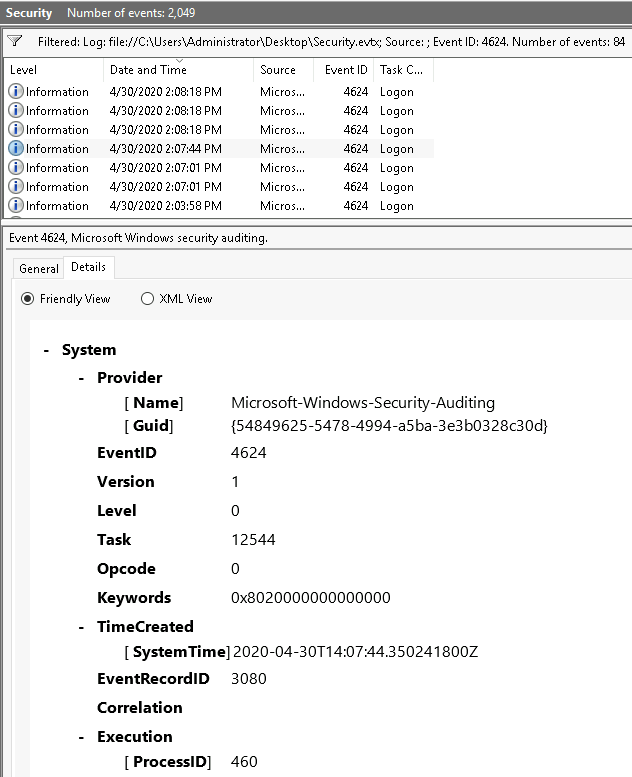 Security Number of events: 2,049
Filtered: Log: file://C:\Users\Administrator\Desktop\Security.evtx; Source: ; Event ID: 4624. Number of events: 84
Level Date and Time Source Event ID Task C...
Information 4/30/2020 2:08:18 PM Micros... 4624 Logon
Information 4/30/2020 2:08:18 PM Micros... 4624 Logon
Information 4/30/2020 2:08:18 PM Micros... 4624 Logon
Information 4/30/2020 2:07:44 PM Micros... 4624 Logon
Information 4/30/2020 2:07:01 PM Micros... 4624 Logon
Information 4/30/2020 2:07:01 PM Micros... 4624 Logon
Information 4/30/2020 2:03:58 PM Micros... 4624 Logon
Event 4624, Microsoft Windows security auditing.
General Details
Friendly View XML View
- System
- Provider
[ Name] Microsoft-Windows-Security-Auditing
[ Guid] {54849625-5478-4994-a5ba-3e3b0328c30d}
EventID 4624
Version 1
Level 0
Task 12544
Opcode 0
Keywords 0x8020000000000000
- TimeCreated
[ SystemTime] 2020-04-30T14:07:44.350241800Z
EventRecordID 3080
Correlation
- Execution
[ ProcessID] 460